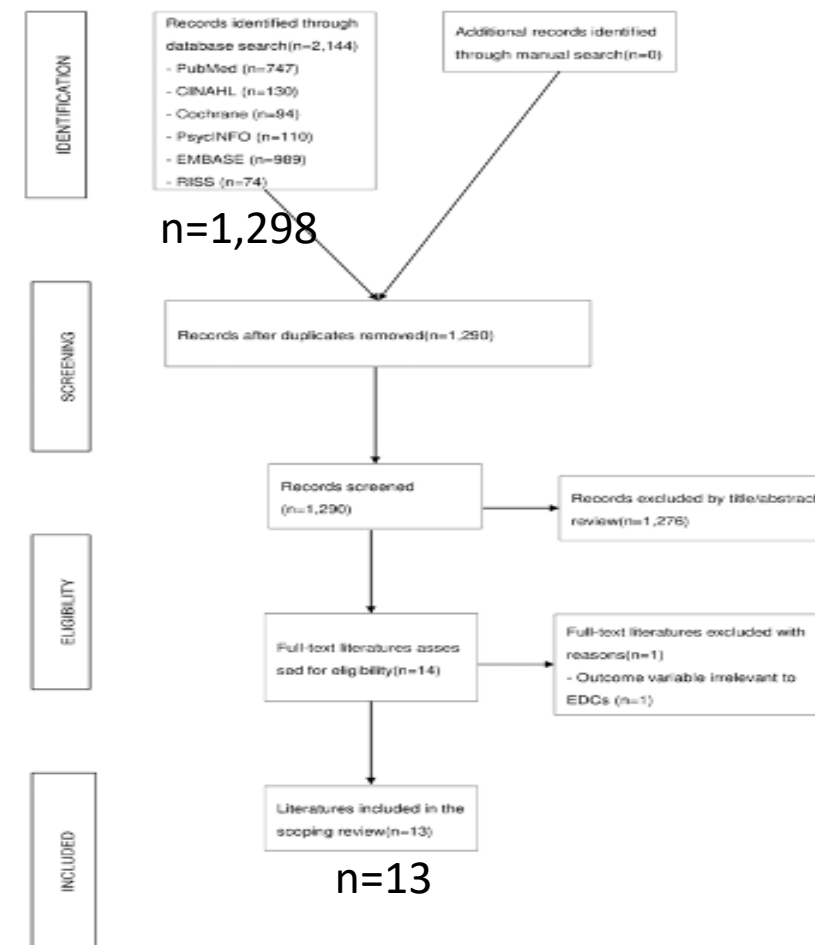 IDENTIFICATION
Records identified through
database search(n=2,144)
- PubMed (n=747)
- CINAHL (n=130)
- Cochrane (n=94)
- PsycINFO (n=110)
- EMBASE (n=989)
- RISS (n=74)
Additional records identified
through manual search(n=0)
n=1,298
SCREENING
Records after duplicates removed(n=1,290)
Records screened
(n=1,290)
Records excluded by title/abstract
review(n=1,276)
ELIGIBILITY
Full-text literatures asses
sed for eligibility(n=14)
Full-text literatures excluded with
reasons(n=1)
- Outcome variable irrelevant to
EDCs (n=1)
INCLUDED
Literatures included in the
scoping review(n=13)
n=13